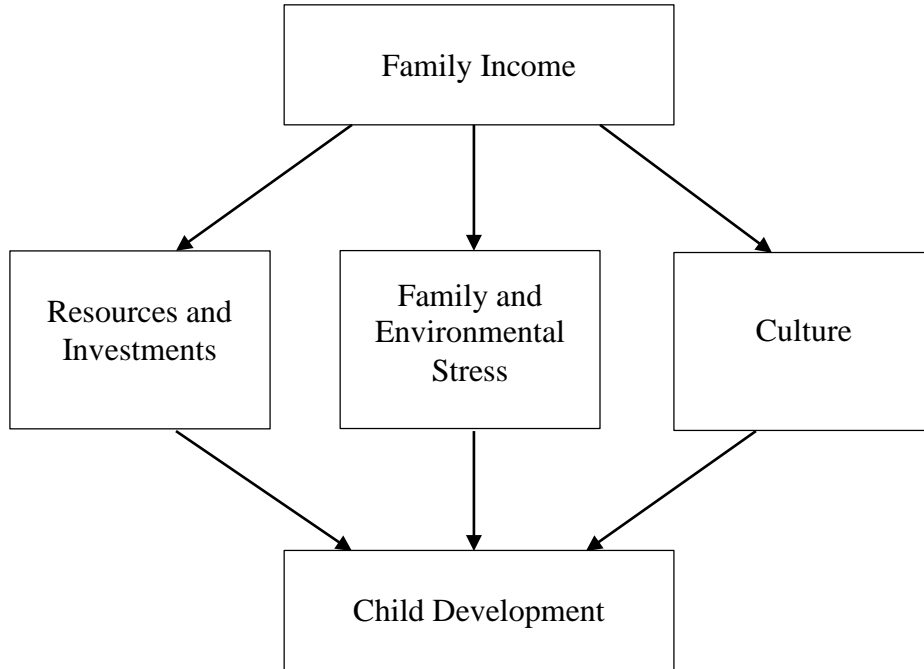 Family Income
Resources and
Investments
Family and
Environmental
Stress
Culture
Child Development